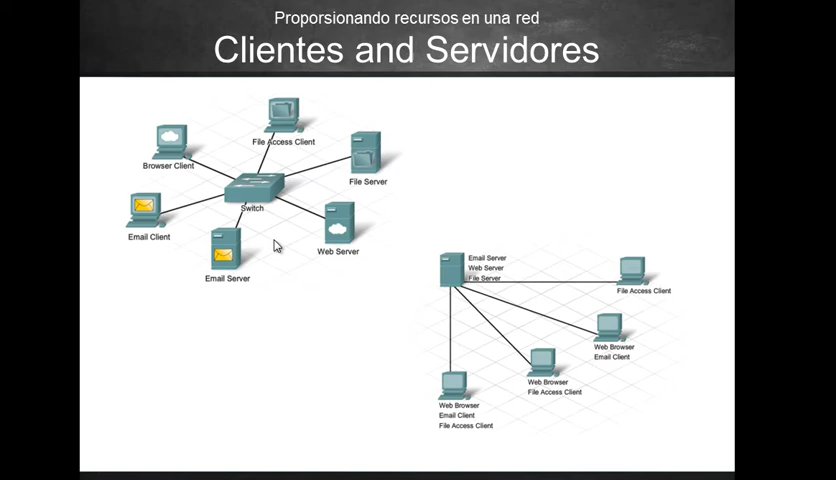 Proporsionando recursos en una red
Clientes and Servidores
File Access Client
Browser Client
File Server
Switch
Email Client
Web Server
Email Server
Email Server
Web Server
File Server
File Access Client
Web Browser
Email Client
Web Browser
File Access Client
Web Browser
Email Client
File Access Client